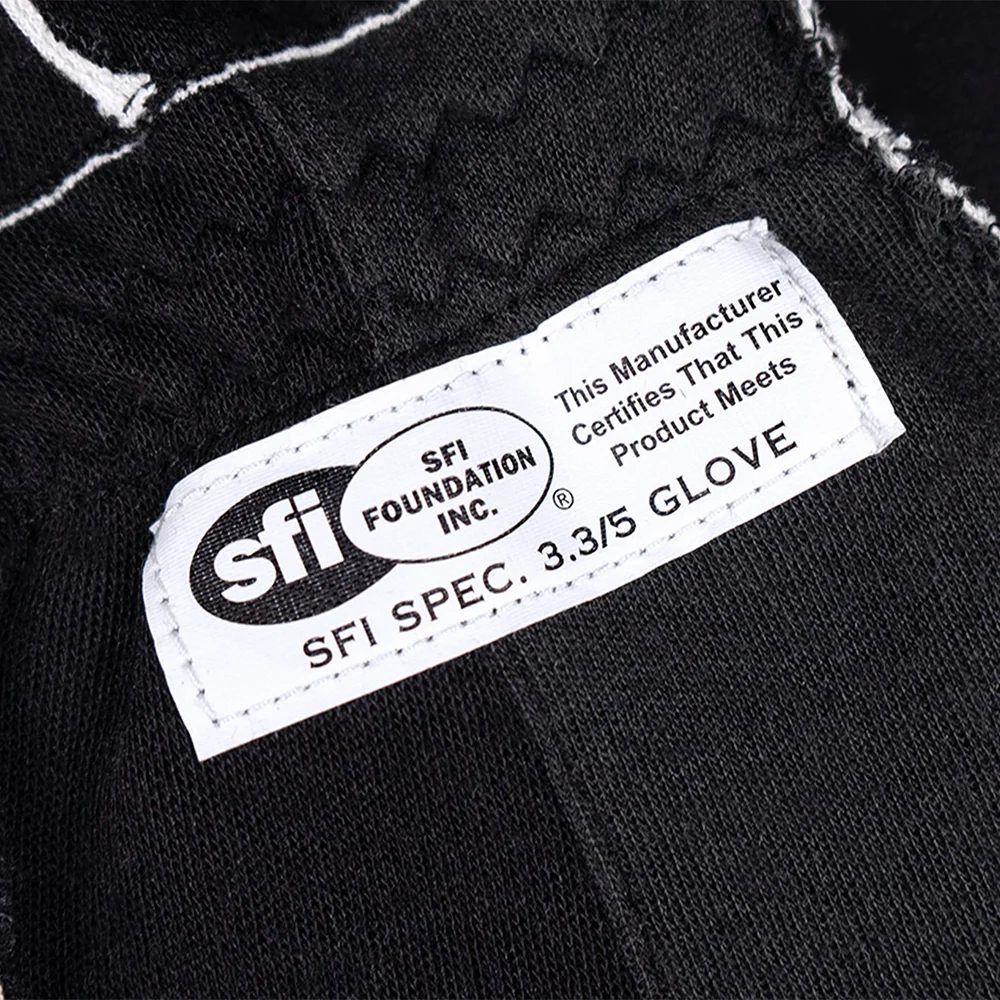 sfi
SFI
FOUNDATION
INC.
®
This Manufacturer
Certifies That This
Product Meets
SFI SPEC. 3.3/5 GLOVE